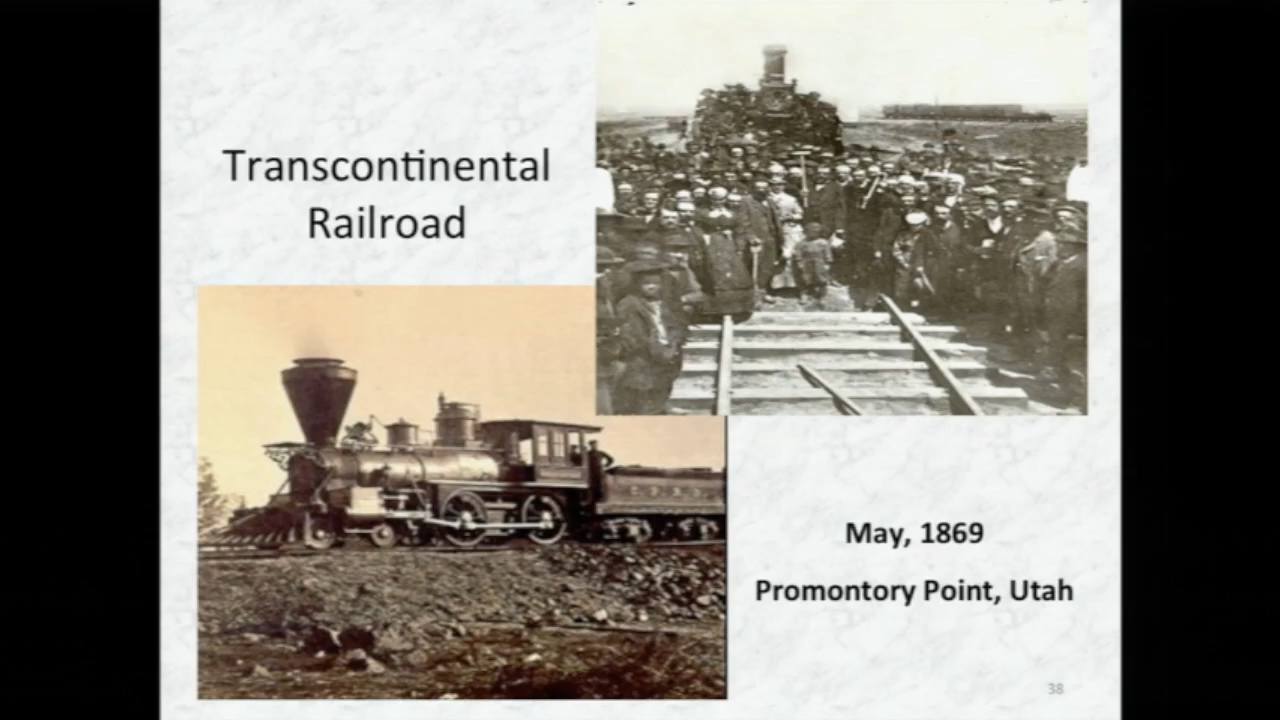 Transcontinental
Railroad
May, 1869
Promontory Point, Utah
38